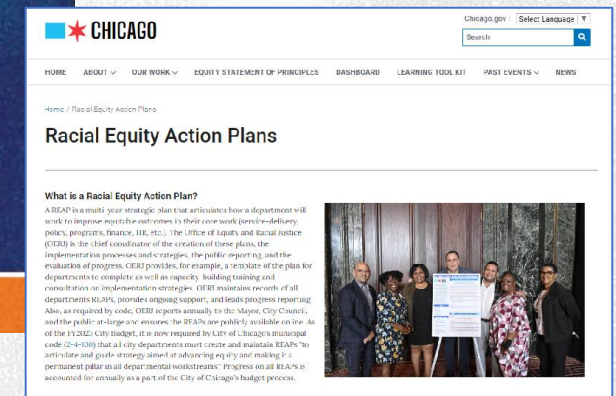 Chicago.gov Select Language ▼
CHICAGO
Search
HOME ABOUT OUR WORK EQUITY STATEMENT OF PRINCIPLES DASHBOARD LEARNING TOOL KIT PAST EVENTS NEWS
Home / Racial Equity Action Plans
Racial Equity Action Plans
What is a Racial Equity Action Plan?
A REAP is a multi-year strategic plan that articulates how a department will
work to improve equitable outcomes in their core work (service-delivery,
policy, programs, finance, HR, etc.). The Office of Equity and Racial Justice
(OERJ) is the chief coordinator of the creation of these plans, the
implementation processes and strategies, the public reporting, and the
evaluation of progress. OERJ provides, for example, a template of the plan for
departments to complete as well as capacity-building training and
consultation on implementation strategies. OERJ maintains records of all
departments REAPs, provides ongoing support, and leads progress reporting
Also, as required by code, OERJ reports annually to the Mayor, City Council,
and the public at-large and ensures the REAPs are publicly available online. As
of the City Budget, it is now required by City of Chicago's municipal
code (2-4-100) that all city departments must create and maintain REAPs "to
articulate and guide strategy aimed at advancing equity and making it a
permanent pillar in all departmental workstreams." Progress on all REAPs is
accounted for annually as a part of the City of Chicago's budget process.